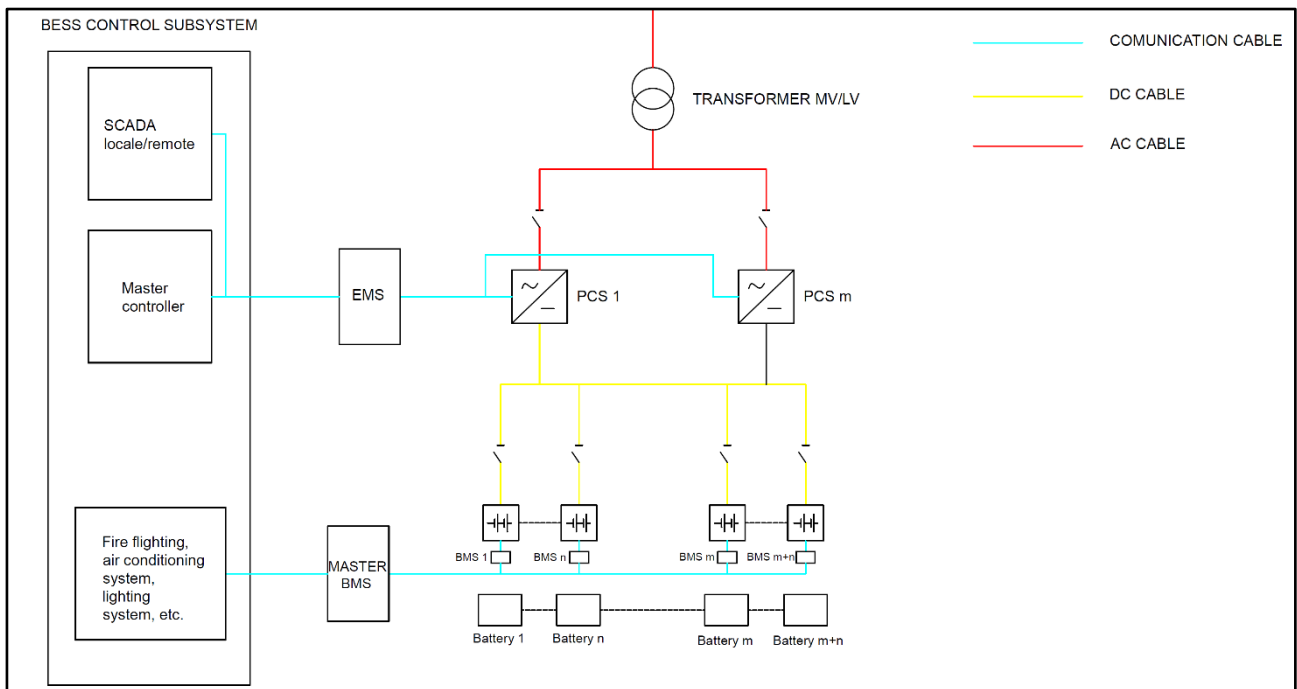 BESS CONTROL SUBSYSTEM
SCADA
locale/remote
Master
controller
Fire flighting,
air conditioning
system,
lighting
system, etc.
EMS
MASTER
BMS
TRANSFORMER MV/LV
PCS 1
PCS m
BMS 1
BMS n
BMS m
BMS m+n
Battery 1
Battery n
Battery m
Battery m+n
COMUNICATION CABLE
DC CABLE
AC CABLE